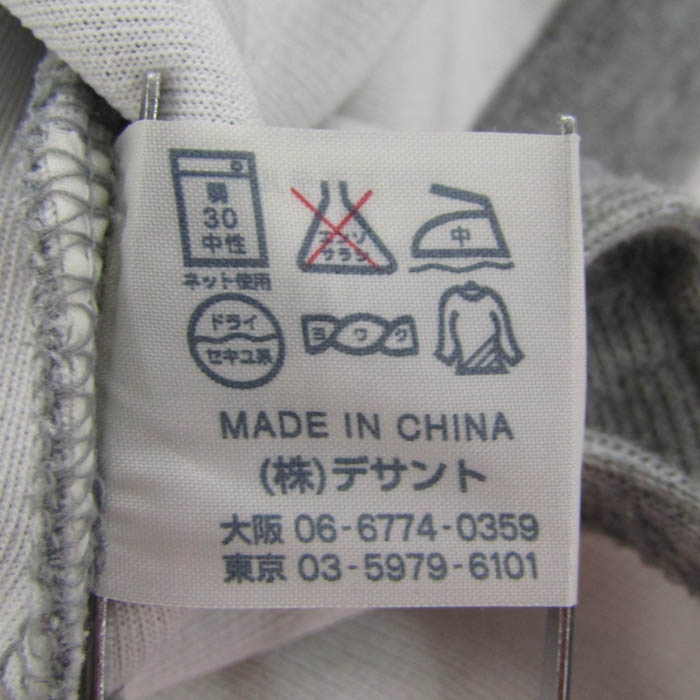 弱
30
中性
ネット使用
エンソ
サラシ
中
ドライ
セキユ系
ヨワク
MADE IN CHINA
(株)デサント
大阪 06-6774-0359
東京 03-5979-6101